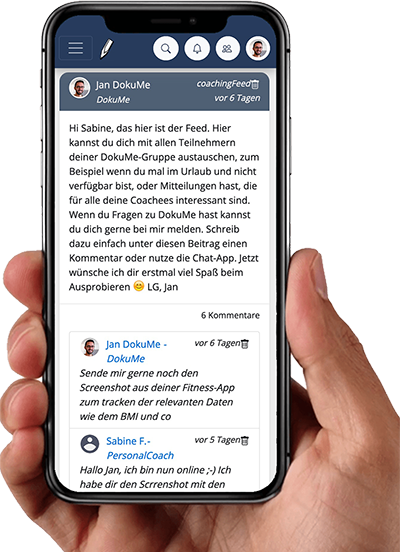 Jan DokuMe
coachingFeed
DokuMe
vor 6 Tagen
Hi Sabine, das hier ist der Feed. Hier
kannst du dich mit allen Teilnehmern
deiner DokuMe-Gruppe austauschen, zum
Beispiel wenn du mal im Urlaub und nicht
verfügbar bist, oder Mitteilungen hast, die
für alle deine Coachees interessant sind.
Wenn du Fragen zu DokuMe hast kannst
du dich gerne bei mir melden. Schreib
dazu einfach unter diesen Beitrag einen
Kommentar oder nutze die Chat-App. Jetzt
wünsche ich dir erstmal viel Spaß beim
Ausprobieren 😊 LG, Jan
6 Kommentare
Jan DokuMe -
vor 6 Tagen
DokuMe
Sende mir gerne noch den
Screenshot aus deiner Fitness-App
zum tracken der relevanten Daten
wie dem BMI und co
Sabine F.-
vor 5 Tagen
PersonalCoach
Hallo Jan, ich bin nun online ;-) Ich
habe dir den Scrrenshot mit den